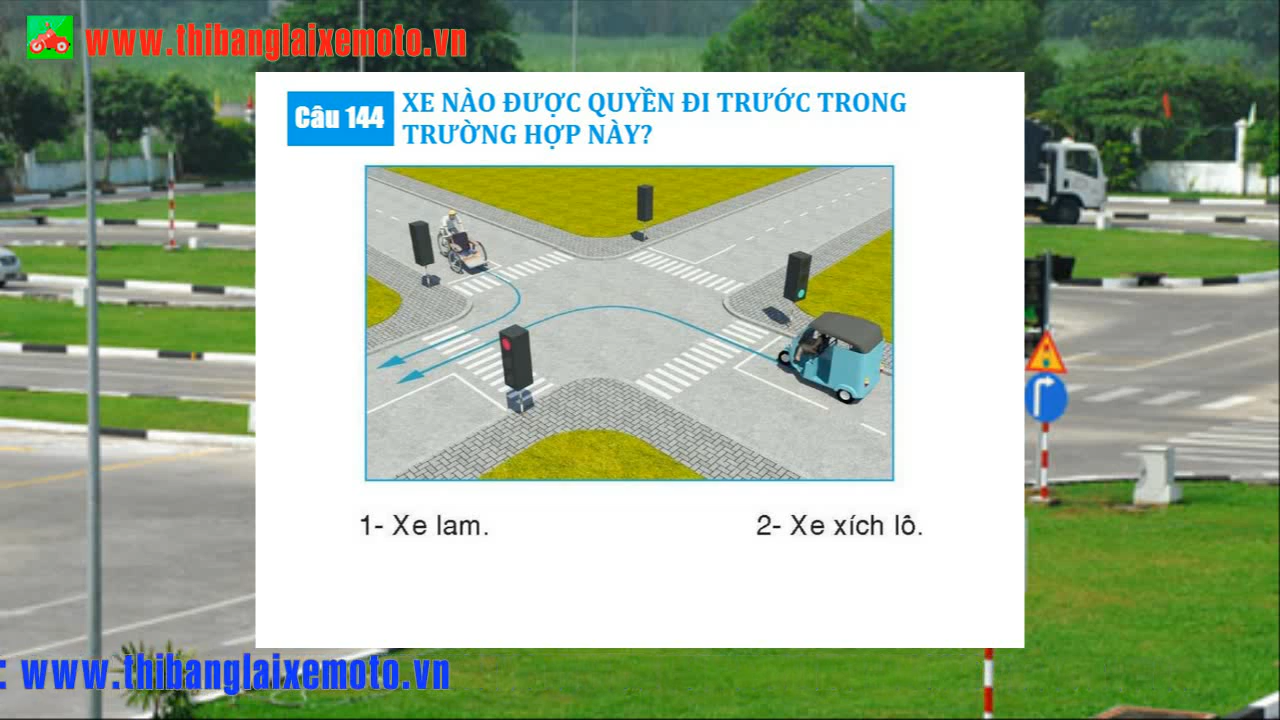 www.thibanglaixemoto.vn
Câu 144
XE NÀO ĐƯỢC QUYỀN ĐI TRƯỚC TRONG
TRƯỜNG HỢP NÀY?
1- Xe lam.
2- Xe xích lô.
: www.thibanglaixemoto.vn